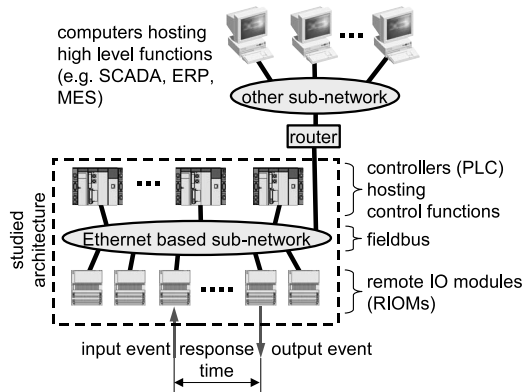 computers hosting
high level functions
(e.g. SCADA, ERP,
MES)
other sub-network
router
studied
architecture
controllers (PLC)
hosting
control functions
Ethernet based sub-network
fieldbus
remote IO modules
(RIOMs)
input event
response
time
output event